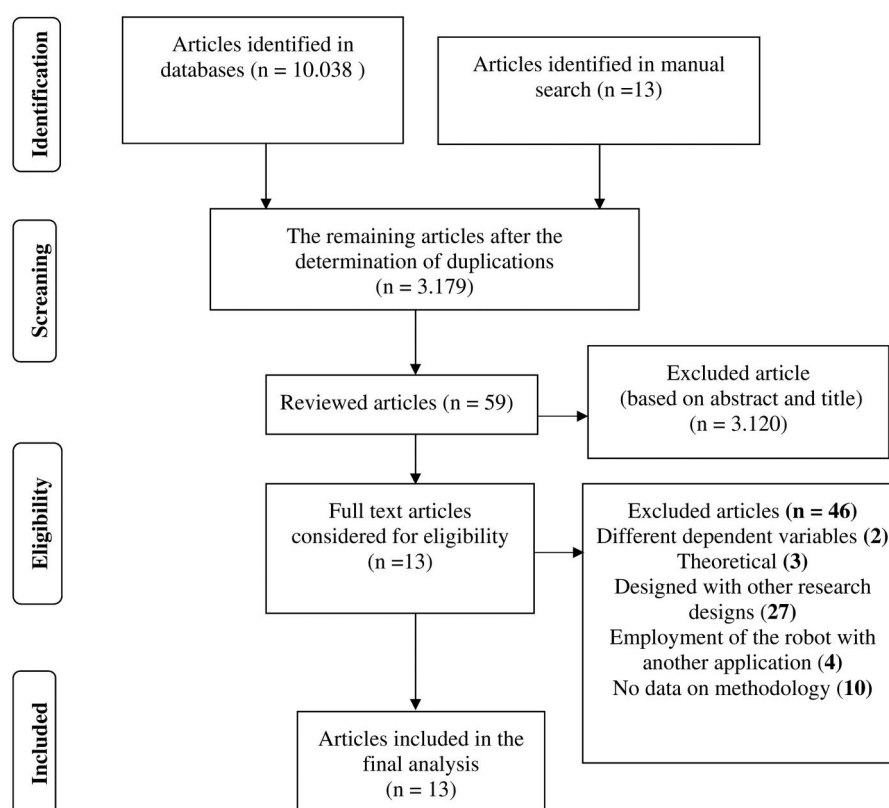 Identification
Articles identified in
databases (n = 10.038 )
Articles identified in manual
search (n =13)
Screaning
The remaining articles after the
determination of duplications
(n = 3.179)
Reviewed articles (n = 59)
Excluded article
(based on abstract and title)
(n = 3.120)
Eligibility
Full text articles
considered for eligibility
(n =13)
Excluded articles (n = 46)
Different dependent variables (2)
Theoretical (3)
Designed with other research
designs (27)
Employment of the robot with
another application (4)
No data on methodology (10)
Included
Articles included in the
final analysis
(n = 13)